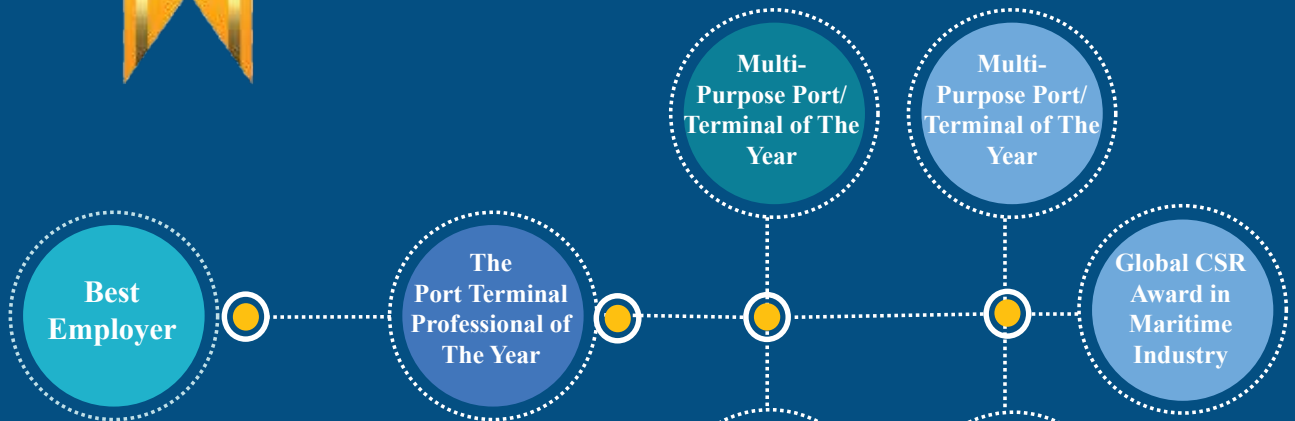 Multi-
Purpose Port/
Terminal of The
Year
Multi-
Purpose Port/
Terminal of The
Year
Best
Employer
The
Port Terminal
Professional of
The Year
Global CSR
Award in
Maritime
Industry